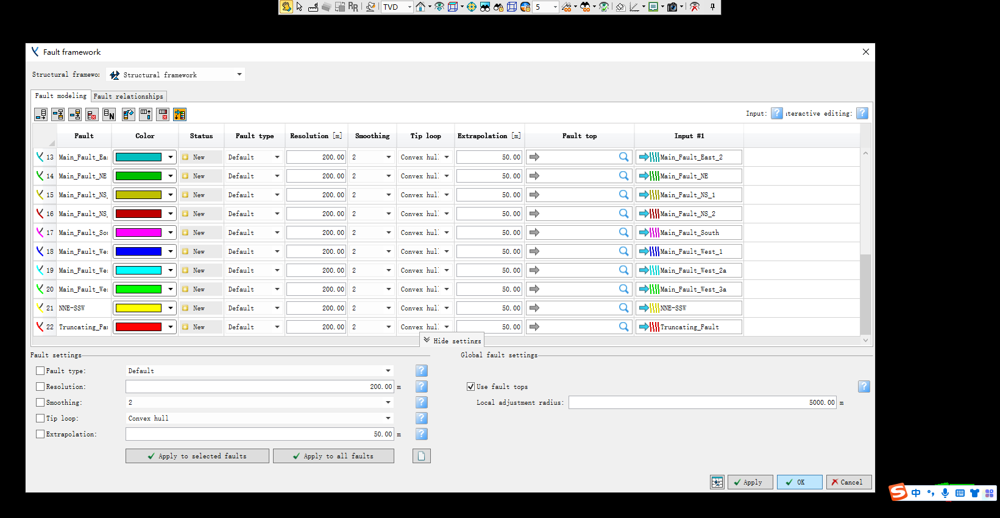 RR TVD 5
Fault framework
Structural framewo: Structural framework
Fault modeling Fault relationships
N Input: ? iteractive editing: ?
Fault Color Status Fault type Resolution [m] Smoothing Tip loop Extrapolation [m] Fault top Input #1
13 Main_Fault_Ea: New Default 200.00 2 Convex hul: 50.00 Main_Fault_East_2
14 Main_Fault_NE New Default 200.00 2 Convex hul: 50.00 Main_Fault_NE
15 Main_Fault_NS_ New Default 200.00 2 Convex hul: 50.00 Main_Fault_NS_1
16 Main_Fault_NS_ New Default 200.00 2 Convex hul: 50.00 Main_Fault_NS_2
17 Main_Fault_Sou New Default 200.00 2 Convex hul: 50.00 Main_Fault_South
18 Main_Fault_We: New Default 200.00 2 Convex hul: 50.00 Main_Fault_West_1
19 Main_Fault_We: New Default 200.00 2 Convex hul: 50.00 Main_Fault_West_2a
20 Main_Fault_We: New Default 200.00 2 Convex hul: 50.00 Main_Fault_West_3a
21 NNE-SSW New Default 200.00 2 Convex hul: 50.00 NNE-SSW
22 Truncating_Fau New Default 200.00 2 Convex hul: 50.00 Truncating_Fault
Hide settings
Fault settings
Fault type: Default ?
Resolution: 200.00 m ?
Smoothing: 2 ?
Tip loop: Convex hull ?
Extrapolation: 50.00 m ?
Apply to selected faults Apply to all faults
Global fault settings
Use fault tops ?
Local adjustment radius: 5000.00 m
Apply OK Cancel
S 中 °,